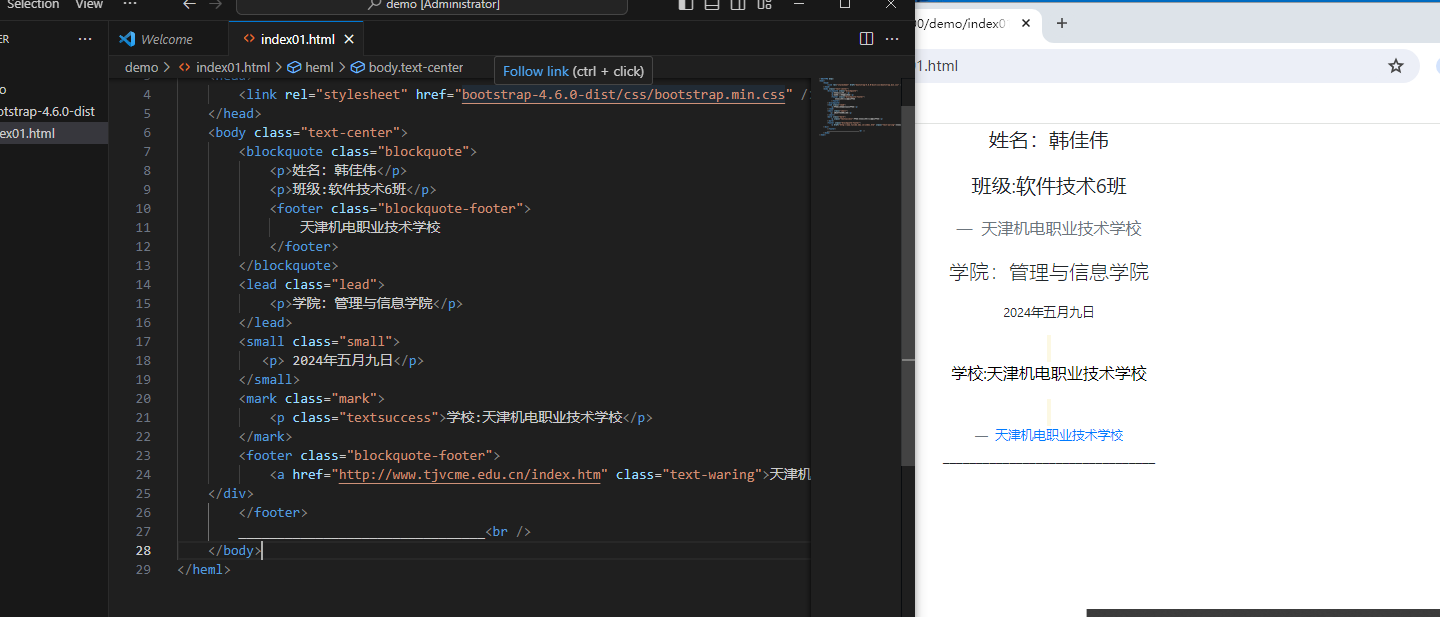 Selection View ··· demo [Administrator]
ER ···
Welcome
index01.html
demo > index01.html > heml > body.text-center
Follow link (ctrl + click)
otstrap-4.6.0-dist
ex01.html
4 <link rel="stylesheet" href="bootstrap-4.6.0-dist/css/bootstrap.min.css" /
5 </head>
6 <body class="text-center">
7 <blockquote class="blockquote">
8 <p>姓名：韩佳伟</p>
9 <p>班级:软件技术6班</p>
10 <footer class="blockquote-footer">
11 天津机电职业技术学校
12 </footer>
13 </blockquote>
14 <lead class="lead">
15 <p>学院：管理与信息学院</p>
16 </lead>
17 <small class="small">
18 <p> 2024年五月九日</p>
19 </small>
20 <mark class="mark">
21 <p class="textsuccess">学校:天津机电职业技术学校</p>
22 </mark>
23 <footer class="blockquote-footer">
24 <a href="http://www.tjvcme.edu.cn/index.htm" class="text-waring">天津机
25 </div>
26 </footer>
27 ________________________________<br />
28 </body>
29 </heml>
00/demo/index0
1.html
姓名：韩佳伟
班级:软件技术6班
— 天津机电职业技术学校
学院：管理与信息学院
2024年五月九日
学校:天津机电职业技术学校
— 天津机电职业技术学校
________________________________